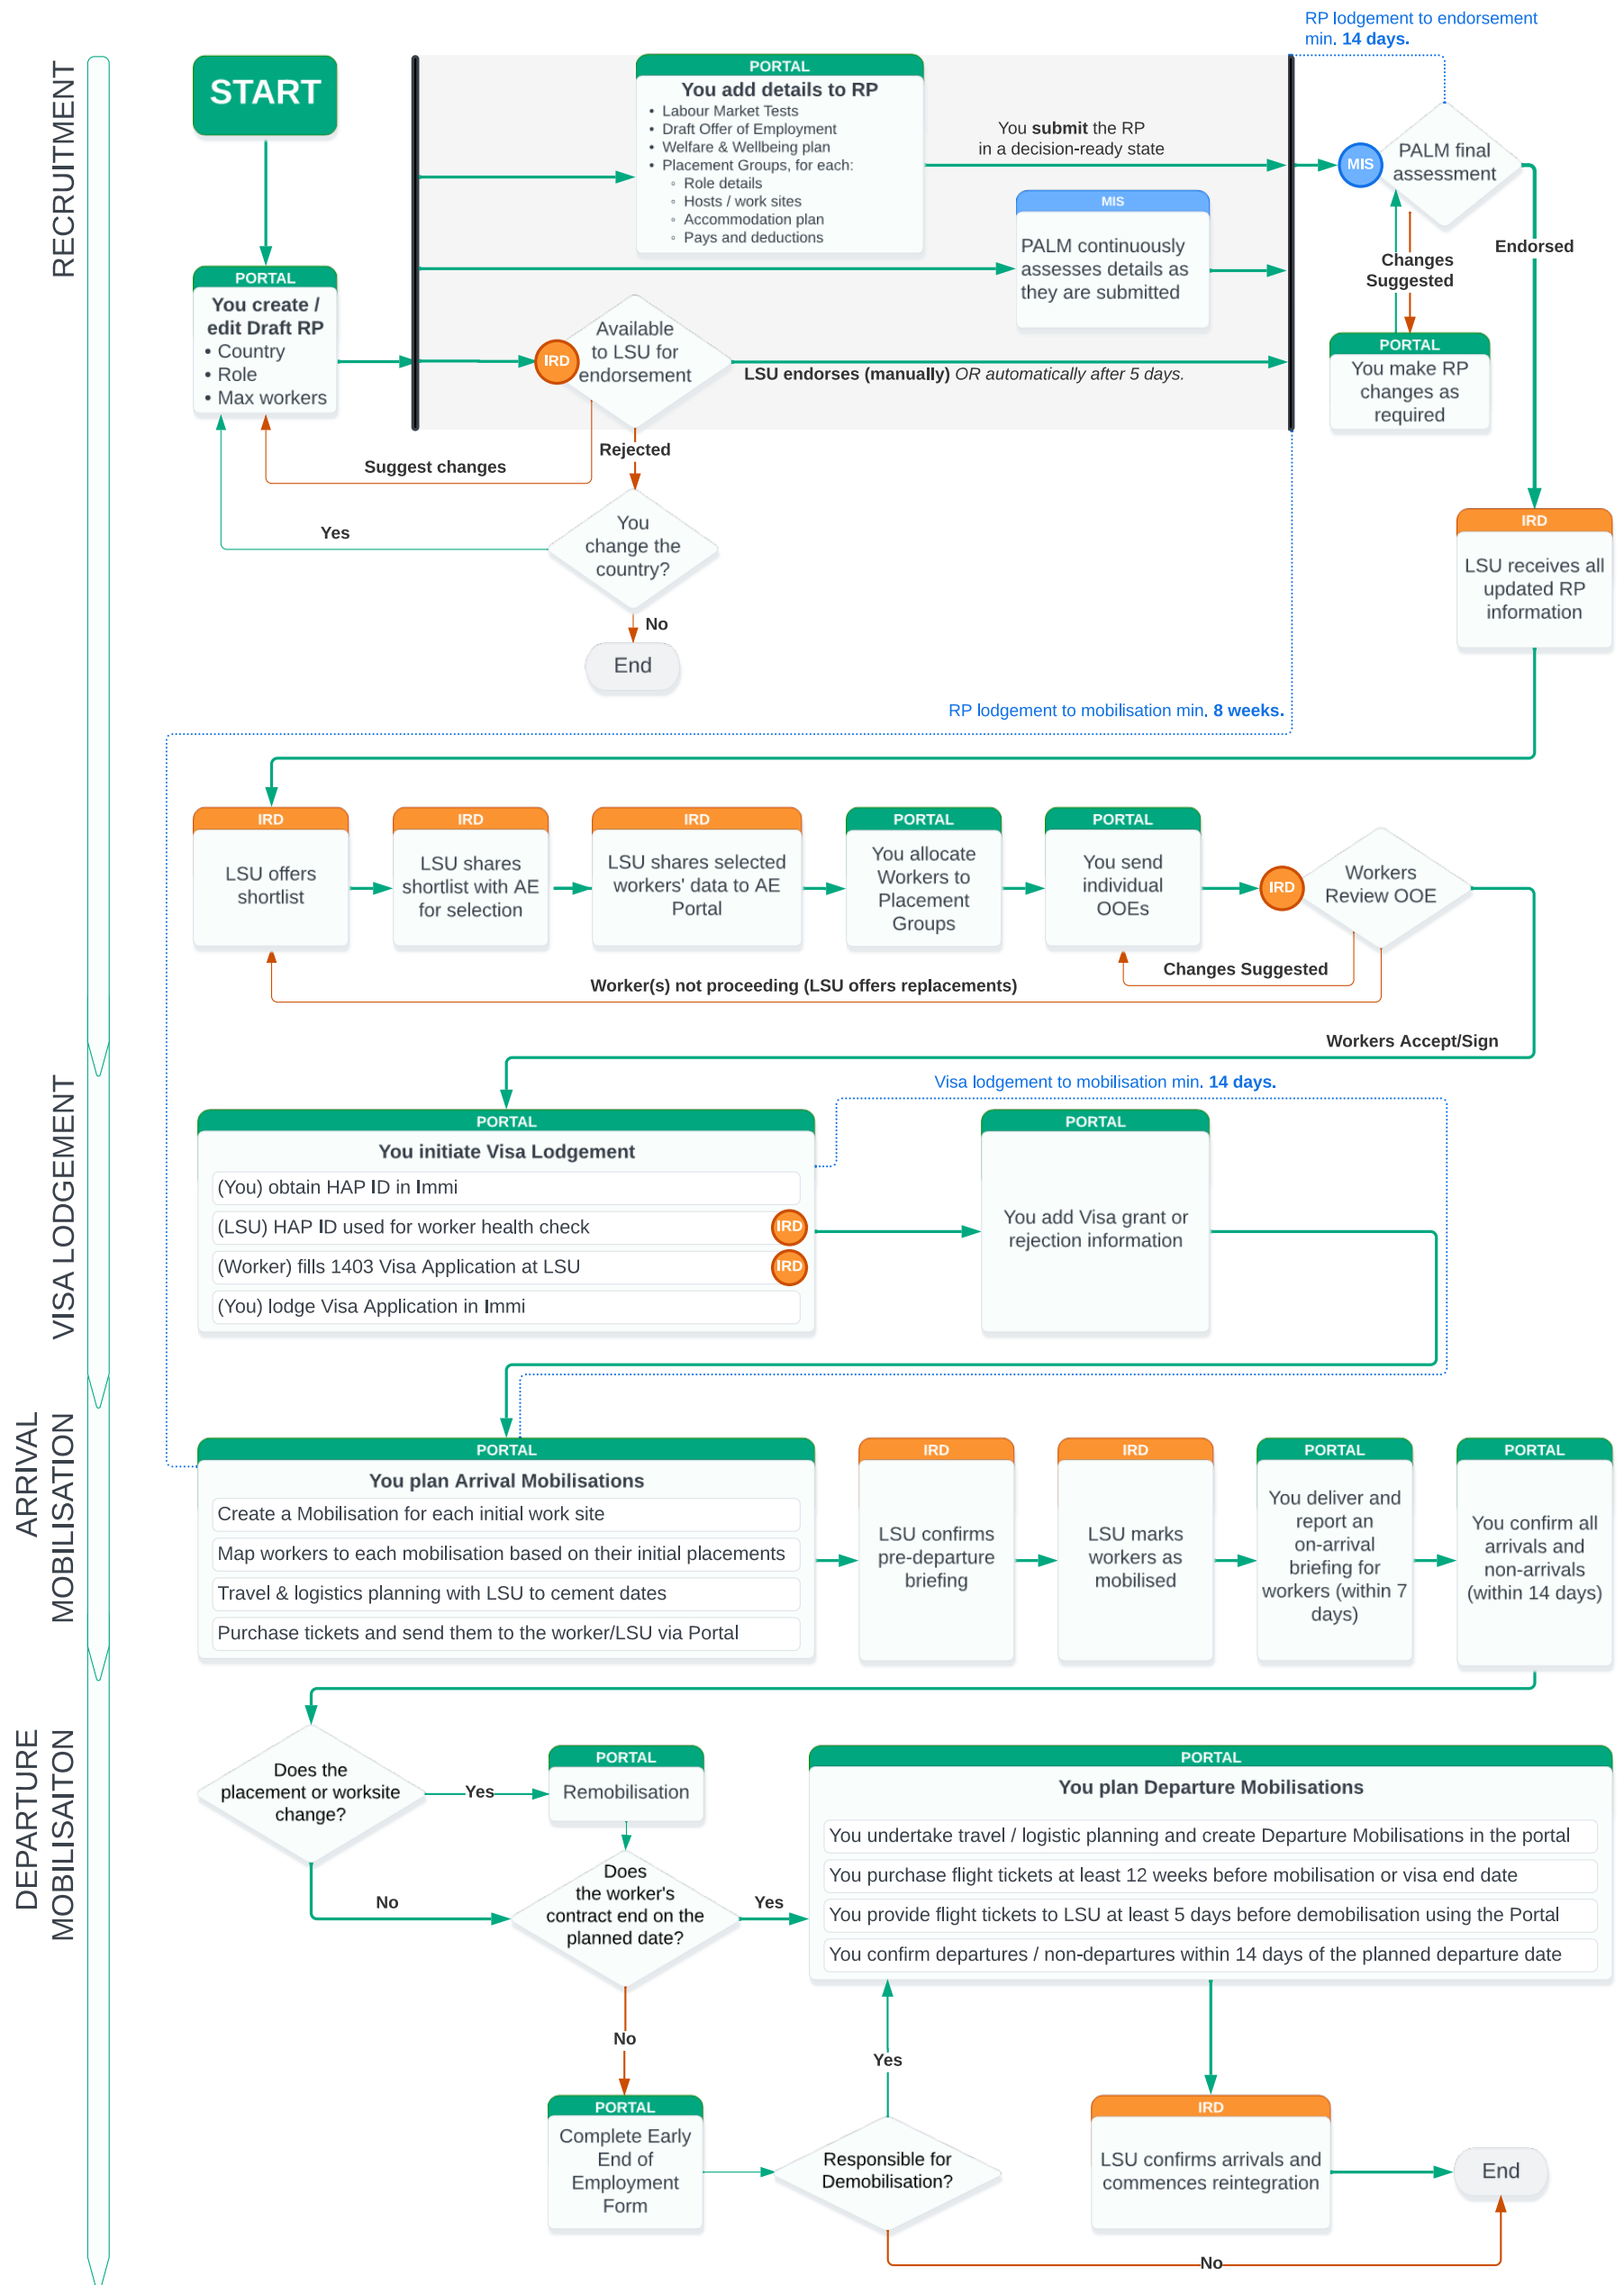 RP lodgement to endorsement
min. 14 days.
RECRUITMENT
START
PORTAL
You add details to RP
• Labour Market Tests
• Draft Offer of Employment
• Welfare & Wellbeing plan
• Placement Groups, for each:
◦ Role details
◦ Hosts / work sites
◦ Accommodation plan
◦ Pays and deductions
You submit the RP
in a decision-ready state
MIS
PALM final
assessment
MIS
PALM continuously
assesses details as
they are submitted
Endorsed
Changes
Suggested
PORTAL
You create /
edit Draft RP
• Country
• Role
• Max workers
IRD
Available
to LSU for
endorsement
LSU endorses (manually) OR automatically after 5 days.
PORTAL
You make RP
changes as
required
Rejected
Suggest changes
You
change the
country?
Yes
No
End
IRD
LSU receives all
updated RP
information
RP lodgement to mobilisation min. 8 weeks.
IRD
LSU offers
shortlist
IRD
LSU shares
shortlist with AE
for selection
IRD
LSU shares selected
workers' data to AE
Portal
PORTAL
You allocate
Workers to
Placement
Groups
PORTAL
You send
individual
OOEs
IRD
Workers
Review OOE
Changes Suggested
Worker(s) not proceeding (LSU offers replacements)
Workers Accept/Sign
VISA LODGEMENT
Visa lodgement to mobilisation min. 14 days.
PORTAL
You initiate Visa Lodgement
(You) obtain HAP ID in Immi
(LSU) HAP ID used for worker health check
IRD
(Worker) fills 1403 Visa Application at LSU
IRD
(You) lodge Visa Application in Immi
PORTAL
You add Visa grant or
rejection information
ARRIVAL
MOBILISATION
PORTAL
You plan Arrival Mobilisations
Create a Mobilisation for each initial work site
Map workers to each mobilisation based on their initial placements
Travel & logistics planning with LSU to cement dates
Purchase tickets and send them to the worker/LSU via Portal
IRD
LSU confirms
pre-departure
briefing
IRD
LSU marks
workers as
mobilised
PORTAL
You deliver and
report an
on-arrival
briefing for
workers (within 7
days)
PORTAL
You confirm all
arrivals and
non-arrivals
(within 14 days)
DEPARTURE
MOBILISAITON
Does the
placement or worksite
change?
Yes
No
PORTAL
Remobilisation
Does
the worker's
contract end on the
planned date?
Yes
No
PORTAL
You plan Departure Mobilisations
You undertake travel / logistic planning and create Departure Mobilisations in the portal
You purchase flight tickets at least 12 weeks before mobilisation or visa end date
You provide flight tickets to LSU at least 5 days before demobilisation using the Portal
You confirm departures / non-departures within 14 days of the planned departure date
PORTAL
Complete Early
End of
Employment
Form
Yes
Responsible for
Demobilisation?
No
IRD
LSU confirms arrivals and
commences reintegration
End